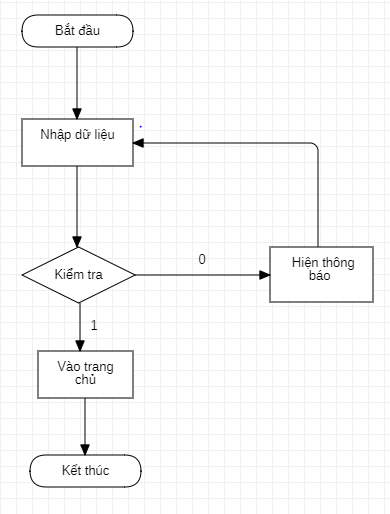 Bắt đầu
Nhập dữ liệu
Kiểm tra
0
Hiện thông
báo
1
Vào trang
chủ
Kết thúc